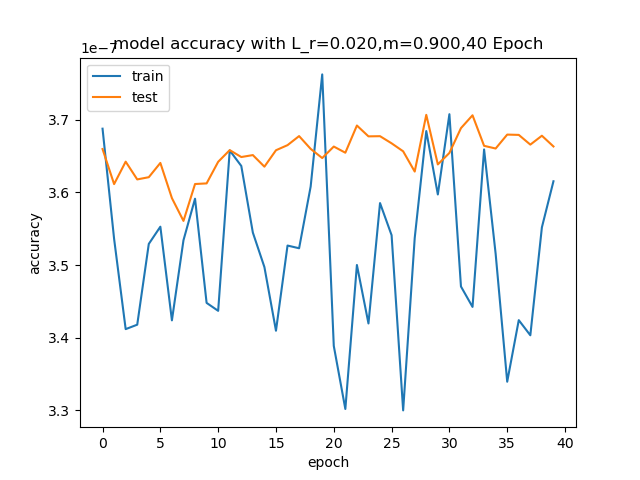 1e−7
model accuracy with L_r=0.020,m=0.900,40 Epoch
train
test
3.7
3.6
3.5
3.4
3.3
accuracy
0 5 10 15 20 25 30 35 40
epoch